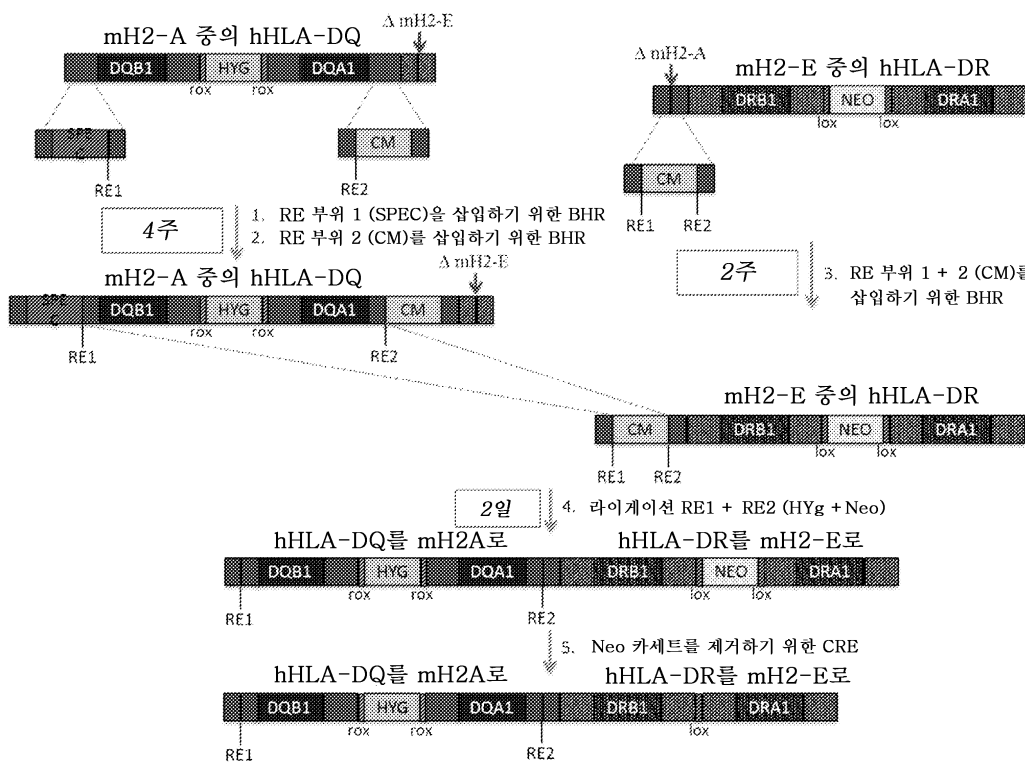 Δ mH2-E
mH2-A 중의 hHLA-DQ
DQB1 HYG DQA1
rox rox
SPE
C
CM
RE1
RE2
Δ mH2-A
mH2-E 중의 hHLA-DR
DRB1 NEO DRA1
lox lox
CM
RE1 RE2
4주
1. RE 부위 1 (SPEC)을 삽입하기 위한 BHR
2. RE 부위 2 (CM)를 삽입하기 위한 BHR
2주
3. RE 부위 1 + 2 (CM)를
삽입하기 위한 BHR
mH2-A 중의 hHLA-DQ
Δ mH2-E
SPE
C
DQB1 HYG DQA1 CM
rox rox
RE1 RE2
mH2-E 중의 hHLA-DR
CM DRB1 NEO DRA1
lox lox
RE1 RE2
2일
4. 라이게이션 RE1 + RE2 (HYg +Neo)
hHLA-DQ를 mH2A로 hHLA-DR를 mH2-E로
DQB1 HYG DQA1 DRB1 NEO DRA1
rox rox lox lox
RE1 RE2
5. Neo 카세트를 제거하기 위한 CRE
hHLA-DQ를 mH2A로 hHLA-DR를 mH2-E로
DQB1 HYG DQA1 DRB1 DRA1
rox rox lox
RE1 RE2